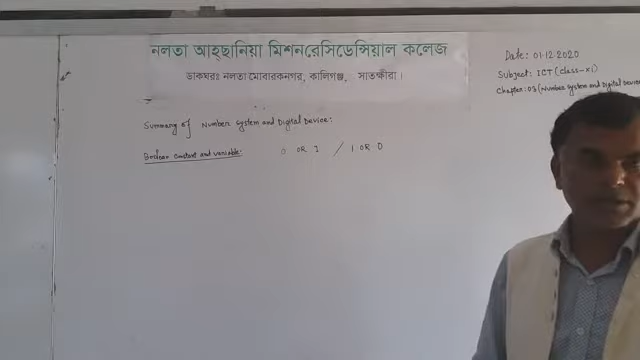 নলতা আহ্ছানিয়া মিশনরেসিডেন্সিয়াল কলেজ
ডাকঘরঃ নলতা মোবারকনগর, কালিগঞ্জ, সাতক্ষীরা।
Date: 01.12.2020
Subject: ICT (class-XI)
Chapter: 03 (Number System and Digital Device
Summary of Number System and Digital Device:
Boolean constant and variable: 0 OR 1 / 1 OR 0